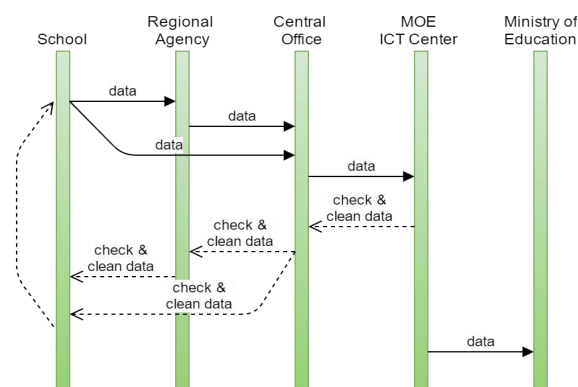 School
Regional
Agency
Central
Office
MOE
ICT Center
Ministry of
Education
data
data
data
data
check &
clean data
check &
clean data
check &
clean data
check &
clean data
data